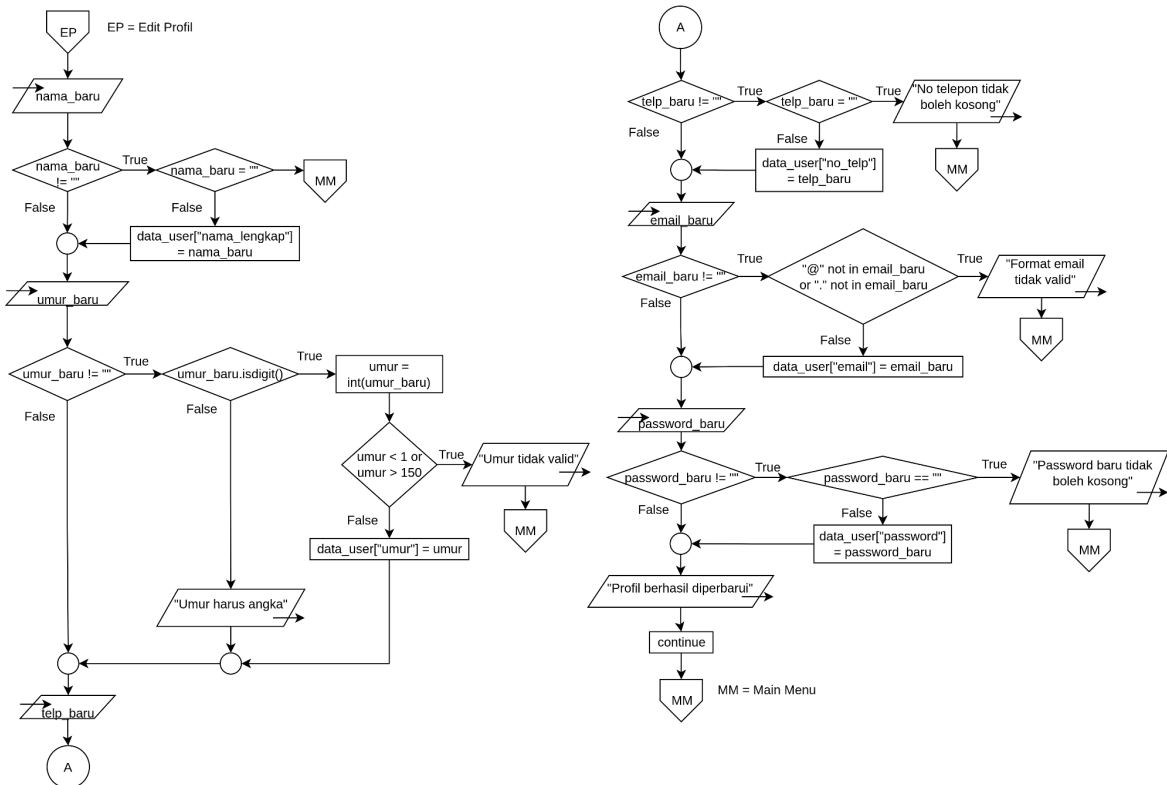 EP
EP = Edit Profil
nama_baru
nama_baru
!= ""
True
nama_baru = ""
MM
False
False
data_user["nama_lengkap"]
= nama_baru
umur_baru
umur_baru != ""
True
umur_baru.isdigit()
True
umur =
int(umur_baru)
False
False
umur < 1 or
umur > 150
True
"Umur tidak valid"
MM
False
data_user["umur"] = umur
"Umur harus angka"
telp_baru
A
A
telp_baru != ""
True
telp_baru = ""
True
"No telepon tidak
boleh kosong"
False
False
MM
data_user["no_telp"]
= telp_baru
email_baru
email_baru != ""
True
"@" not in email_baru
or "." not in email_baru
True
"Format email
tidak valid"
False
MM
False
data_user["email"] = email_baru
password_baru
password_baru != ""
True
password_baru == ""
True
"Password baru tidak
boleh kosong"
False
False
MM
data_user["password"]
= password_baru
"Profil berhasil diperbarui"
continue
MM
MM = Main Menu